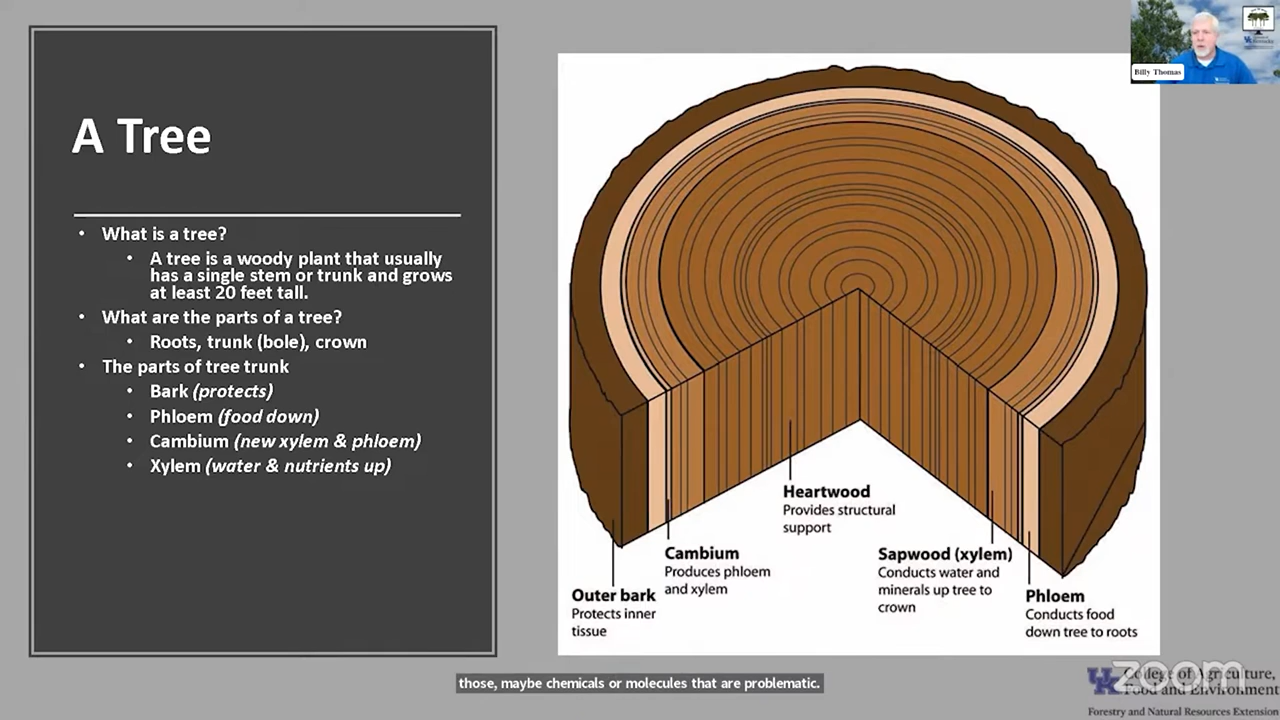 A Tree
• What is a tree?
• A tree is a woody plant that usually
has a single stem or trunk and grows
at least 20 feet tall.
• What are the parts of a tree?
• Roots, trunk (bole), crown
• The parts of tree trunk
• Bark (protects)
• Phloem (food down)
• Cambium (new xylem & phloem)
• Xylem (water & nutrients up)
Heartwood
Provides structural
support
Cambium
Produces phloem
and xylem
Outer bark
Protects inner
tissue
Sapwood (xylem)
Conducts water and
minerals up tree to
crown
Phloem
Conducts food
down tree to roots
Billy Thomas
those, maybe chemicals or molecules that are problematic.
zoom
UK College of Agriculture,
Food and Environment
Forestry and Natural Resources Extension